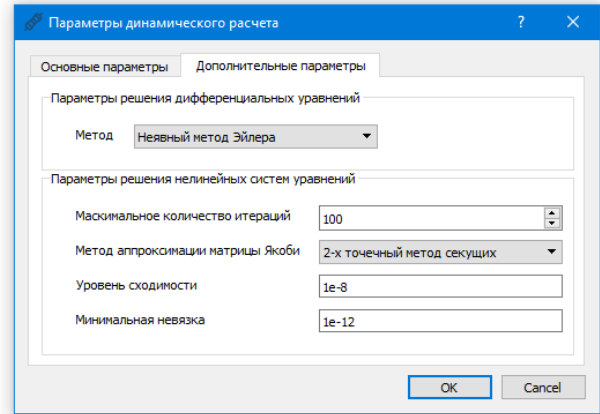 Параметры динамического расчета ? ×
Основные параметры Дополнительные параметры
Параметры решения дифференциальных уравнений
Метод Неявный метод Эйлера
Параметры решения нелинейных систем уравнений
Маскимальное количество итераций 100
Метод аппроксимации матрицы Якоби 2-х точечный метод секущих
Уровень сходимости 1e-8
Минимальная невязка 1e-12
OK Cancel